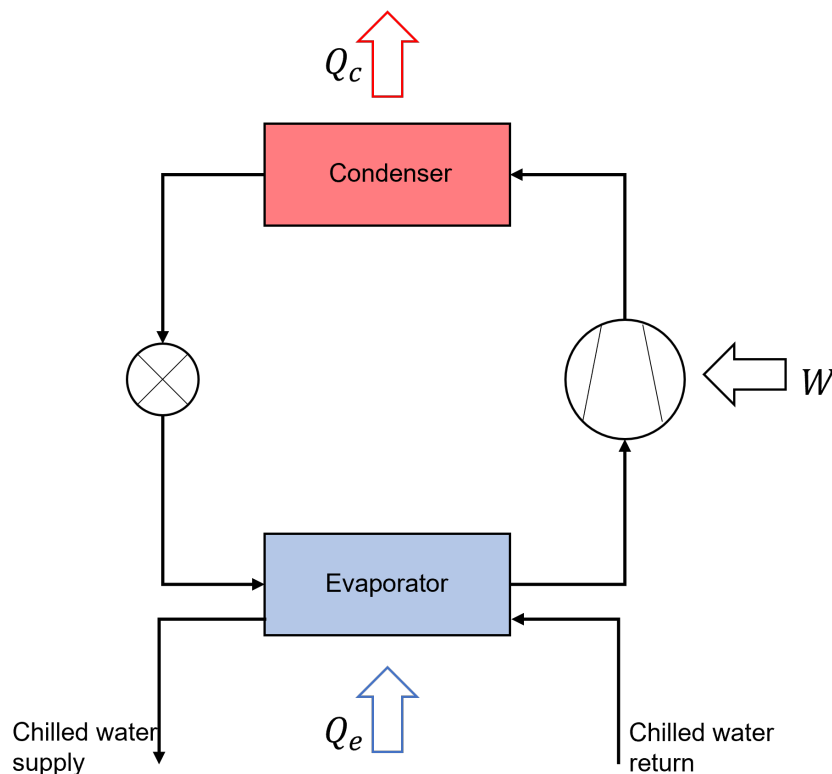 Q_c
Condenser
W
Evaporator
Q_e
Chilled water
supply
Chilled water
return